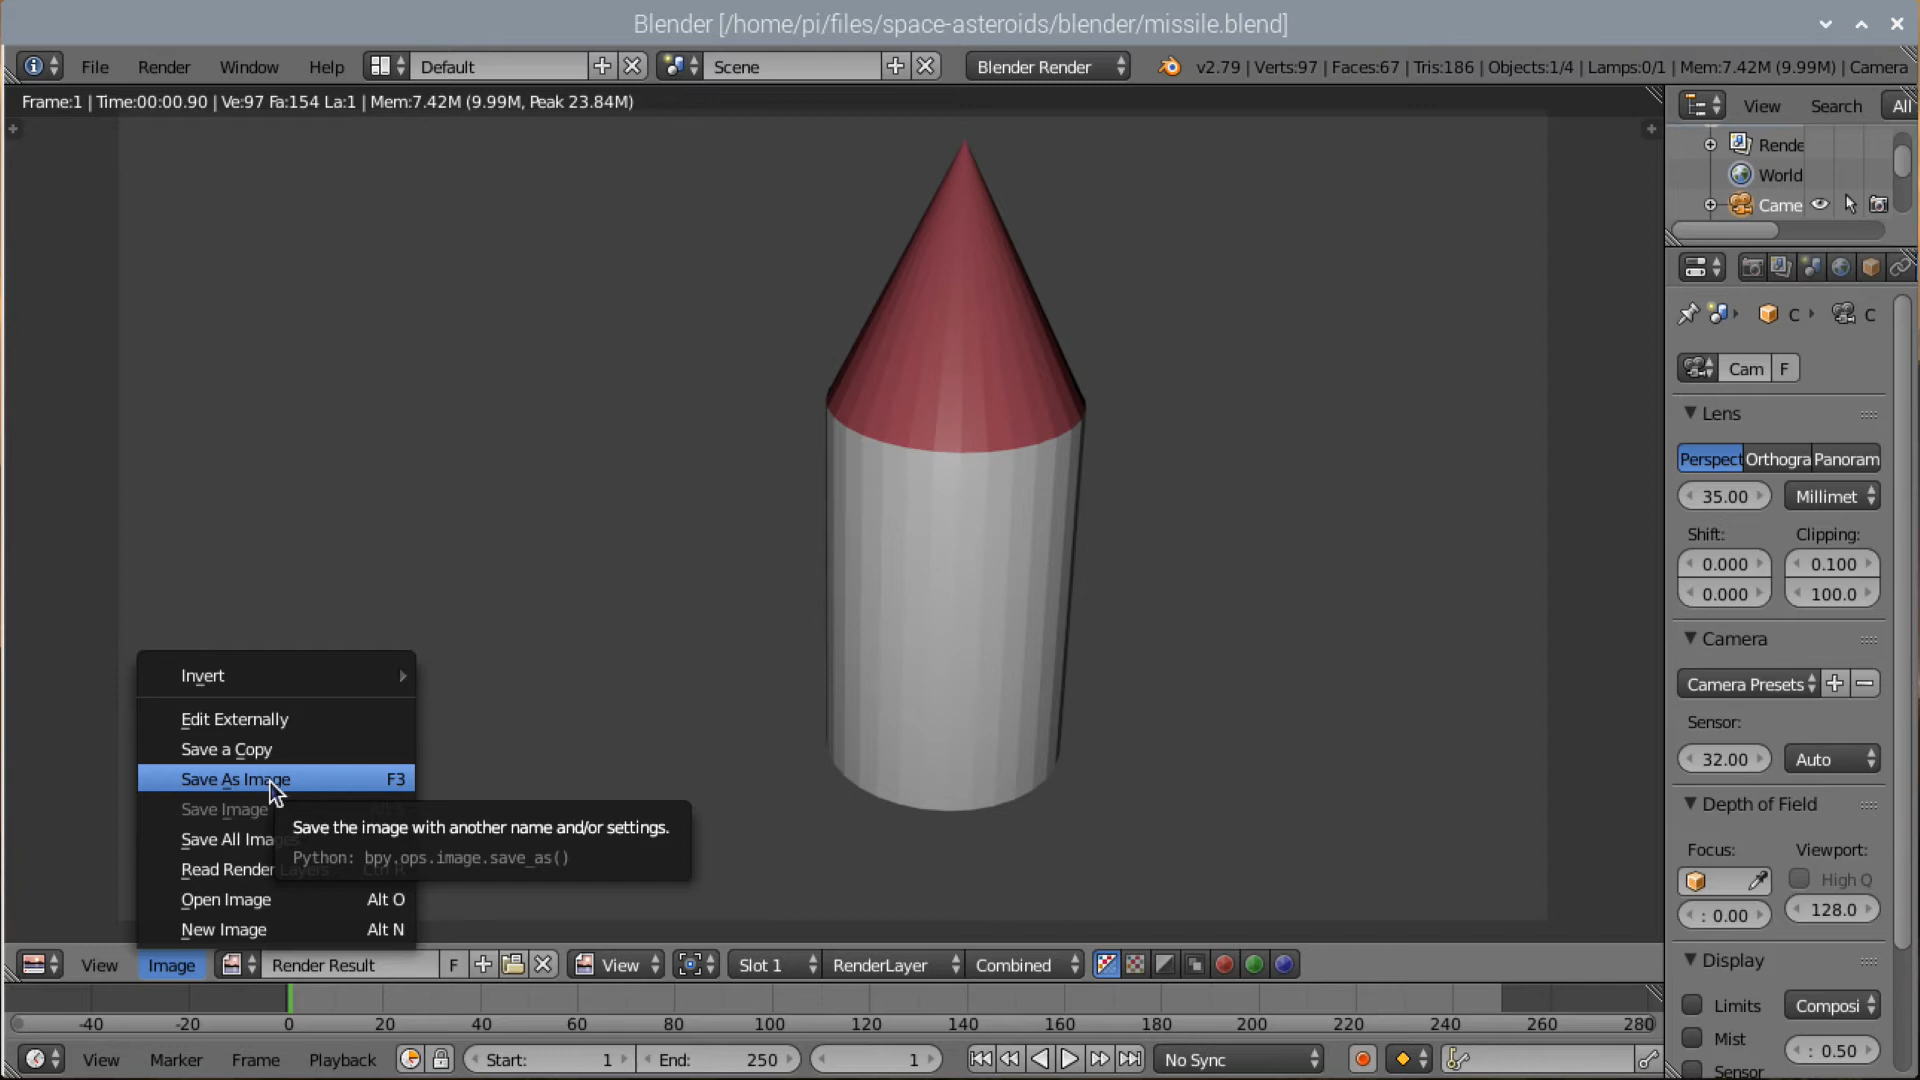 Blender [/home/pi/files/space-asteroids/blender/missile.blend]
File Render Window Help Default Scene Blender Render v2.79 | Verts:97 | Faces:67 | Tris:186 | Objects:1/4 | Lamps:0/1 | Mem:7.42M (9.99M) | Camera
Frame:1 | Time:00:00.90 | Ve:97 Fa:154 La:1 | Mem:7.42M (9.99M, Peak 23.84M)
View Search All
Rende
World
Came
C C
Cam F
Lens
Perspect Orthogra Panoram
35.00 Millimet
Shift: Clipping:
0.000 0.100
0.000 100.0
Camera
Camera Presets
Sensor:
32.00 Auto
Depth of Field
Focus: Viewport:
High Q
: 0.00 128.0
Display
Limits Composi
Mist
: 0.50
Sensor
Invert
Edit Externally
Save a Copy
Save As Image F3
Save Image
Save All Images
Read Render Layers Ctrl R
Open Image Alt O
New Image Alt N
Save the image with another name and/or settings.
Python: bpy.ops.image.save_as()
View Image Render Result F View Slot 1 RenderLayer Combined
-40 -20 0 20 40 60 80 100 120 140 160 180 200 220 240 260 280
View Marker Frame Playback Start: 1 End: 250 1 No Sync